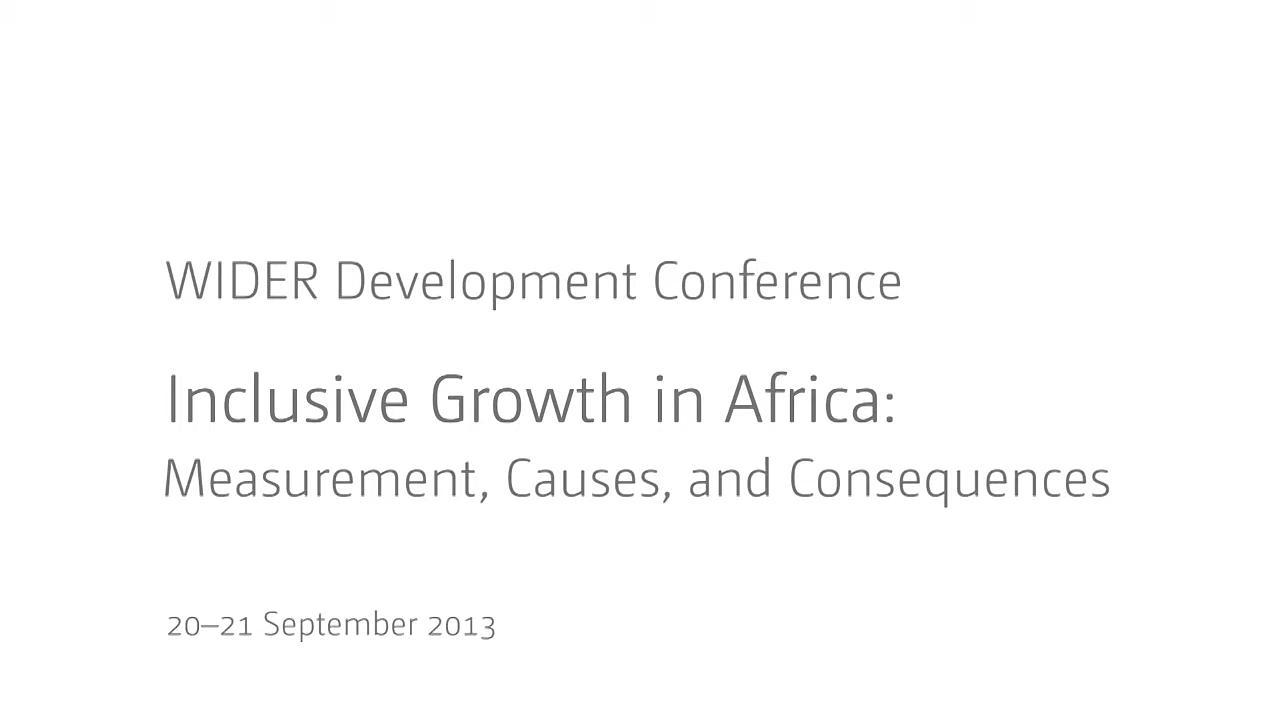 WIDER Development Conference
Inclusive Growth in Africa:
Measurement, Causes, and Consequences
20–21 September 2013